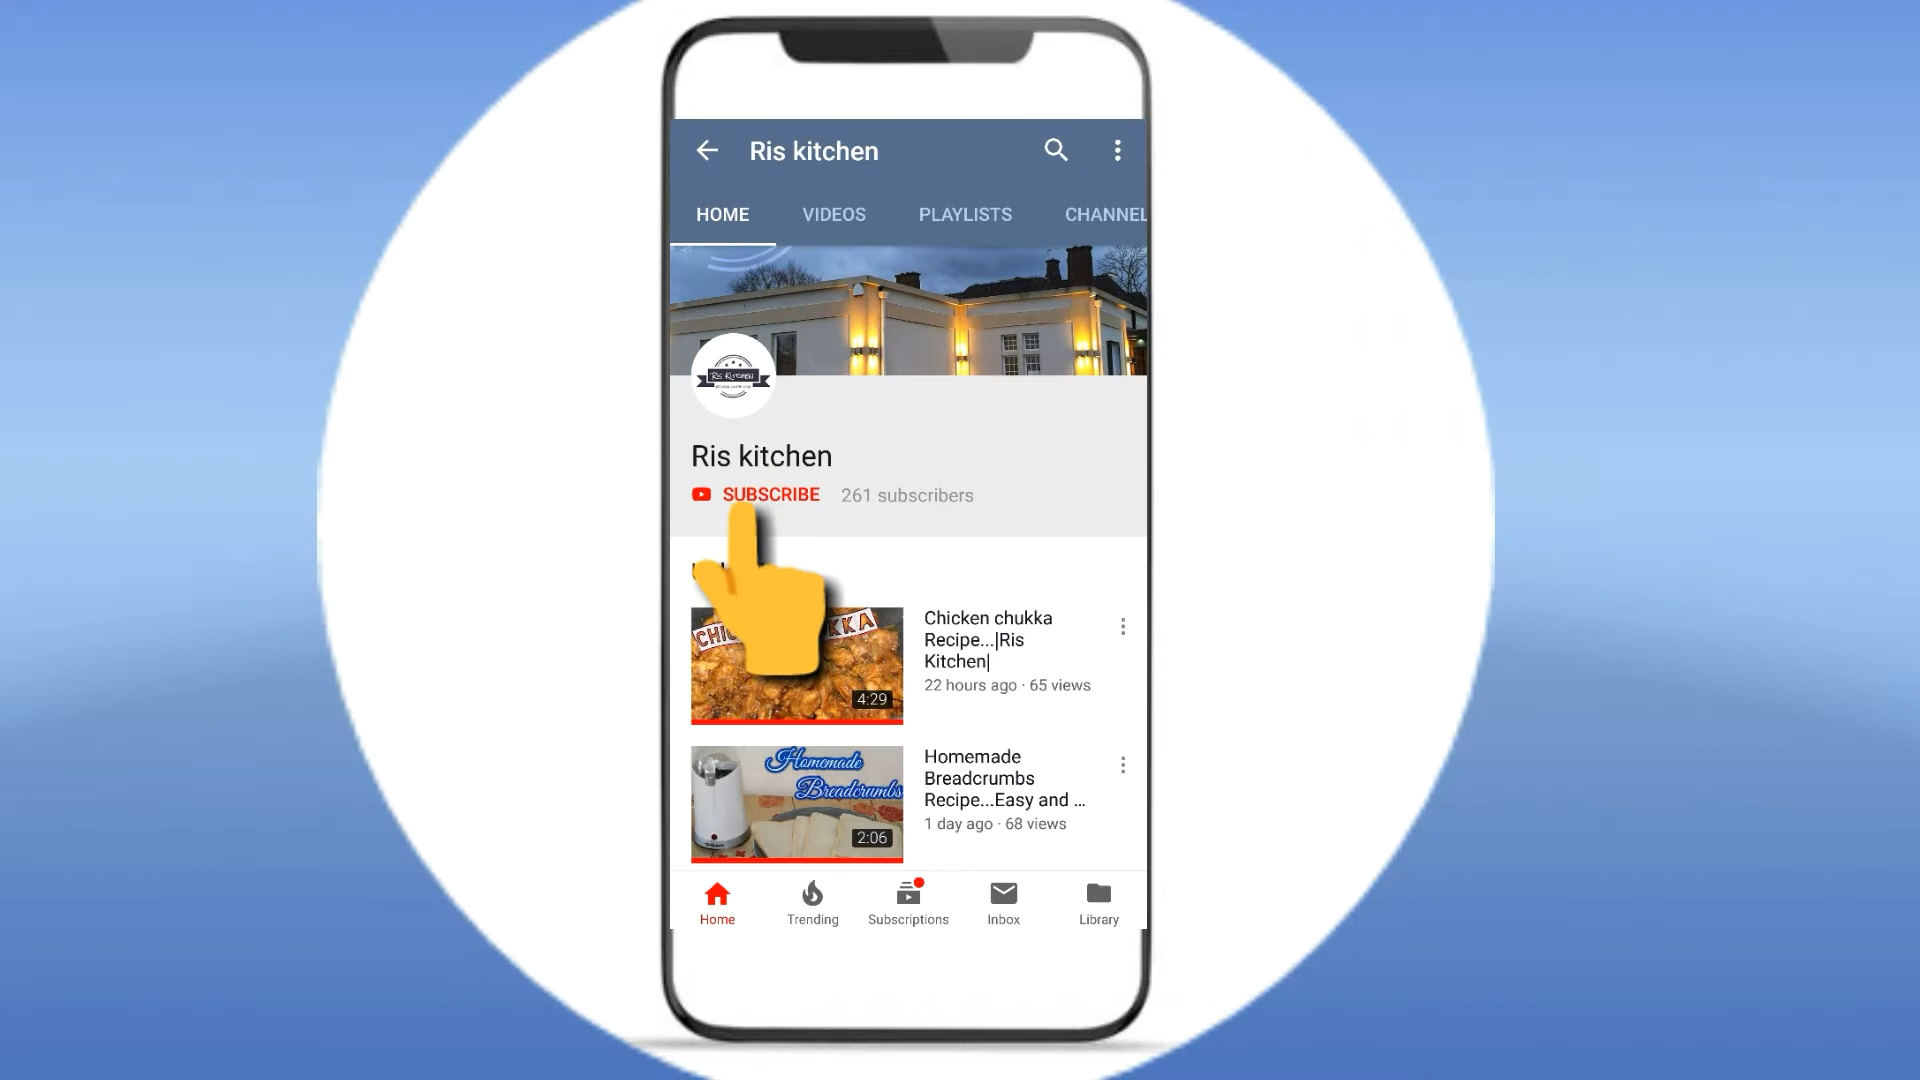 Ris kitchen
HOME VIDEOS PLAYLISTS CHANNEL
RIS KITCHEN
Ris kitchen
SUBSCRIBE 261 subscribers
Chicken chukka
Recipe...|Ris
Kitchen|
22 hours ago · 65 views
4:29
Homemade
Breadcrumbs
2:06
Homemade
Breadcrumbs
Recipe...Easy and ...
1 day ago · 68 views
Home Trending Subscriptions Inbox Library